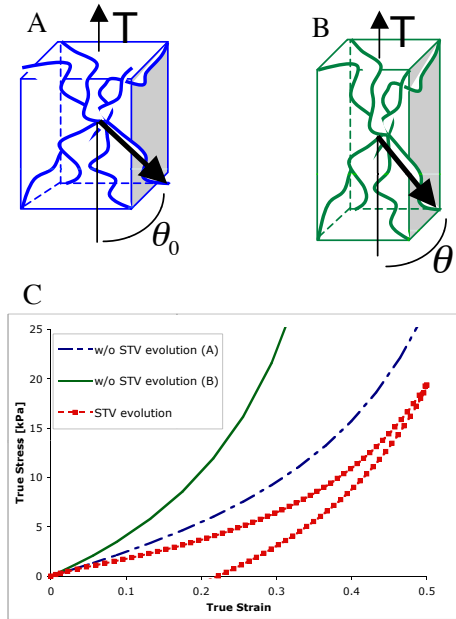 A
T
θ0
B
T
θ
C
True Stress [kPa]
25
20
15
10
5
0
w/o STV evolution (A)
w/o STV evolution (B)
STV evolution
0
0.1
0.2
0.3
0.4
0.5
True Strain